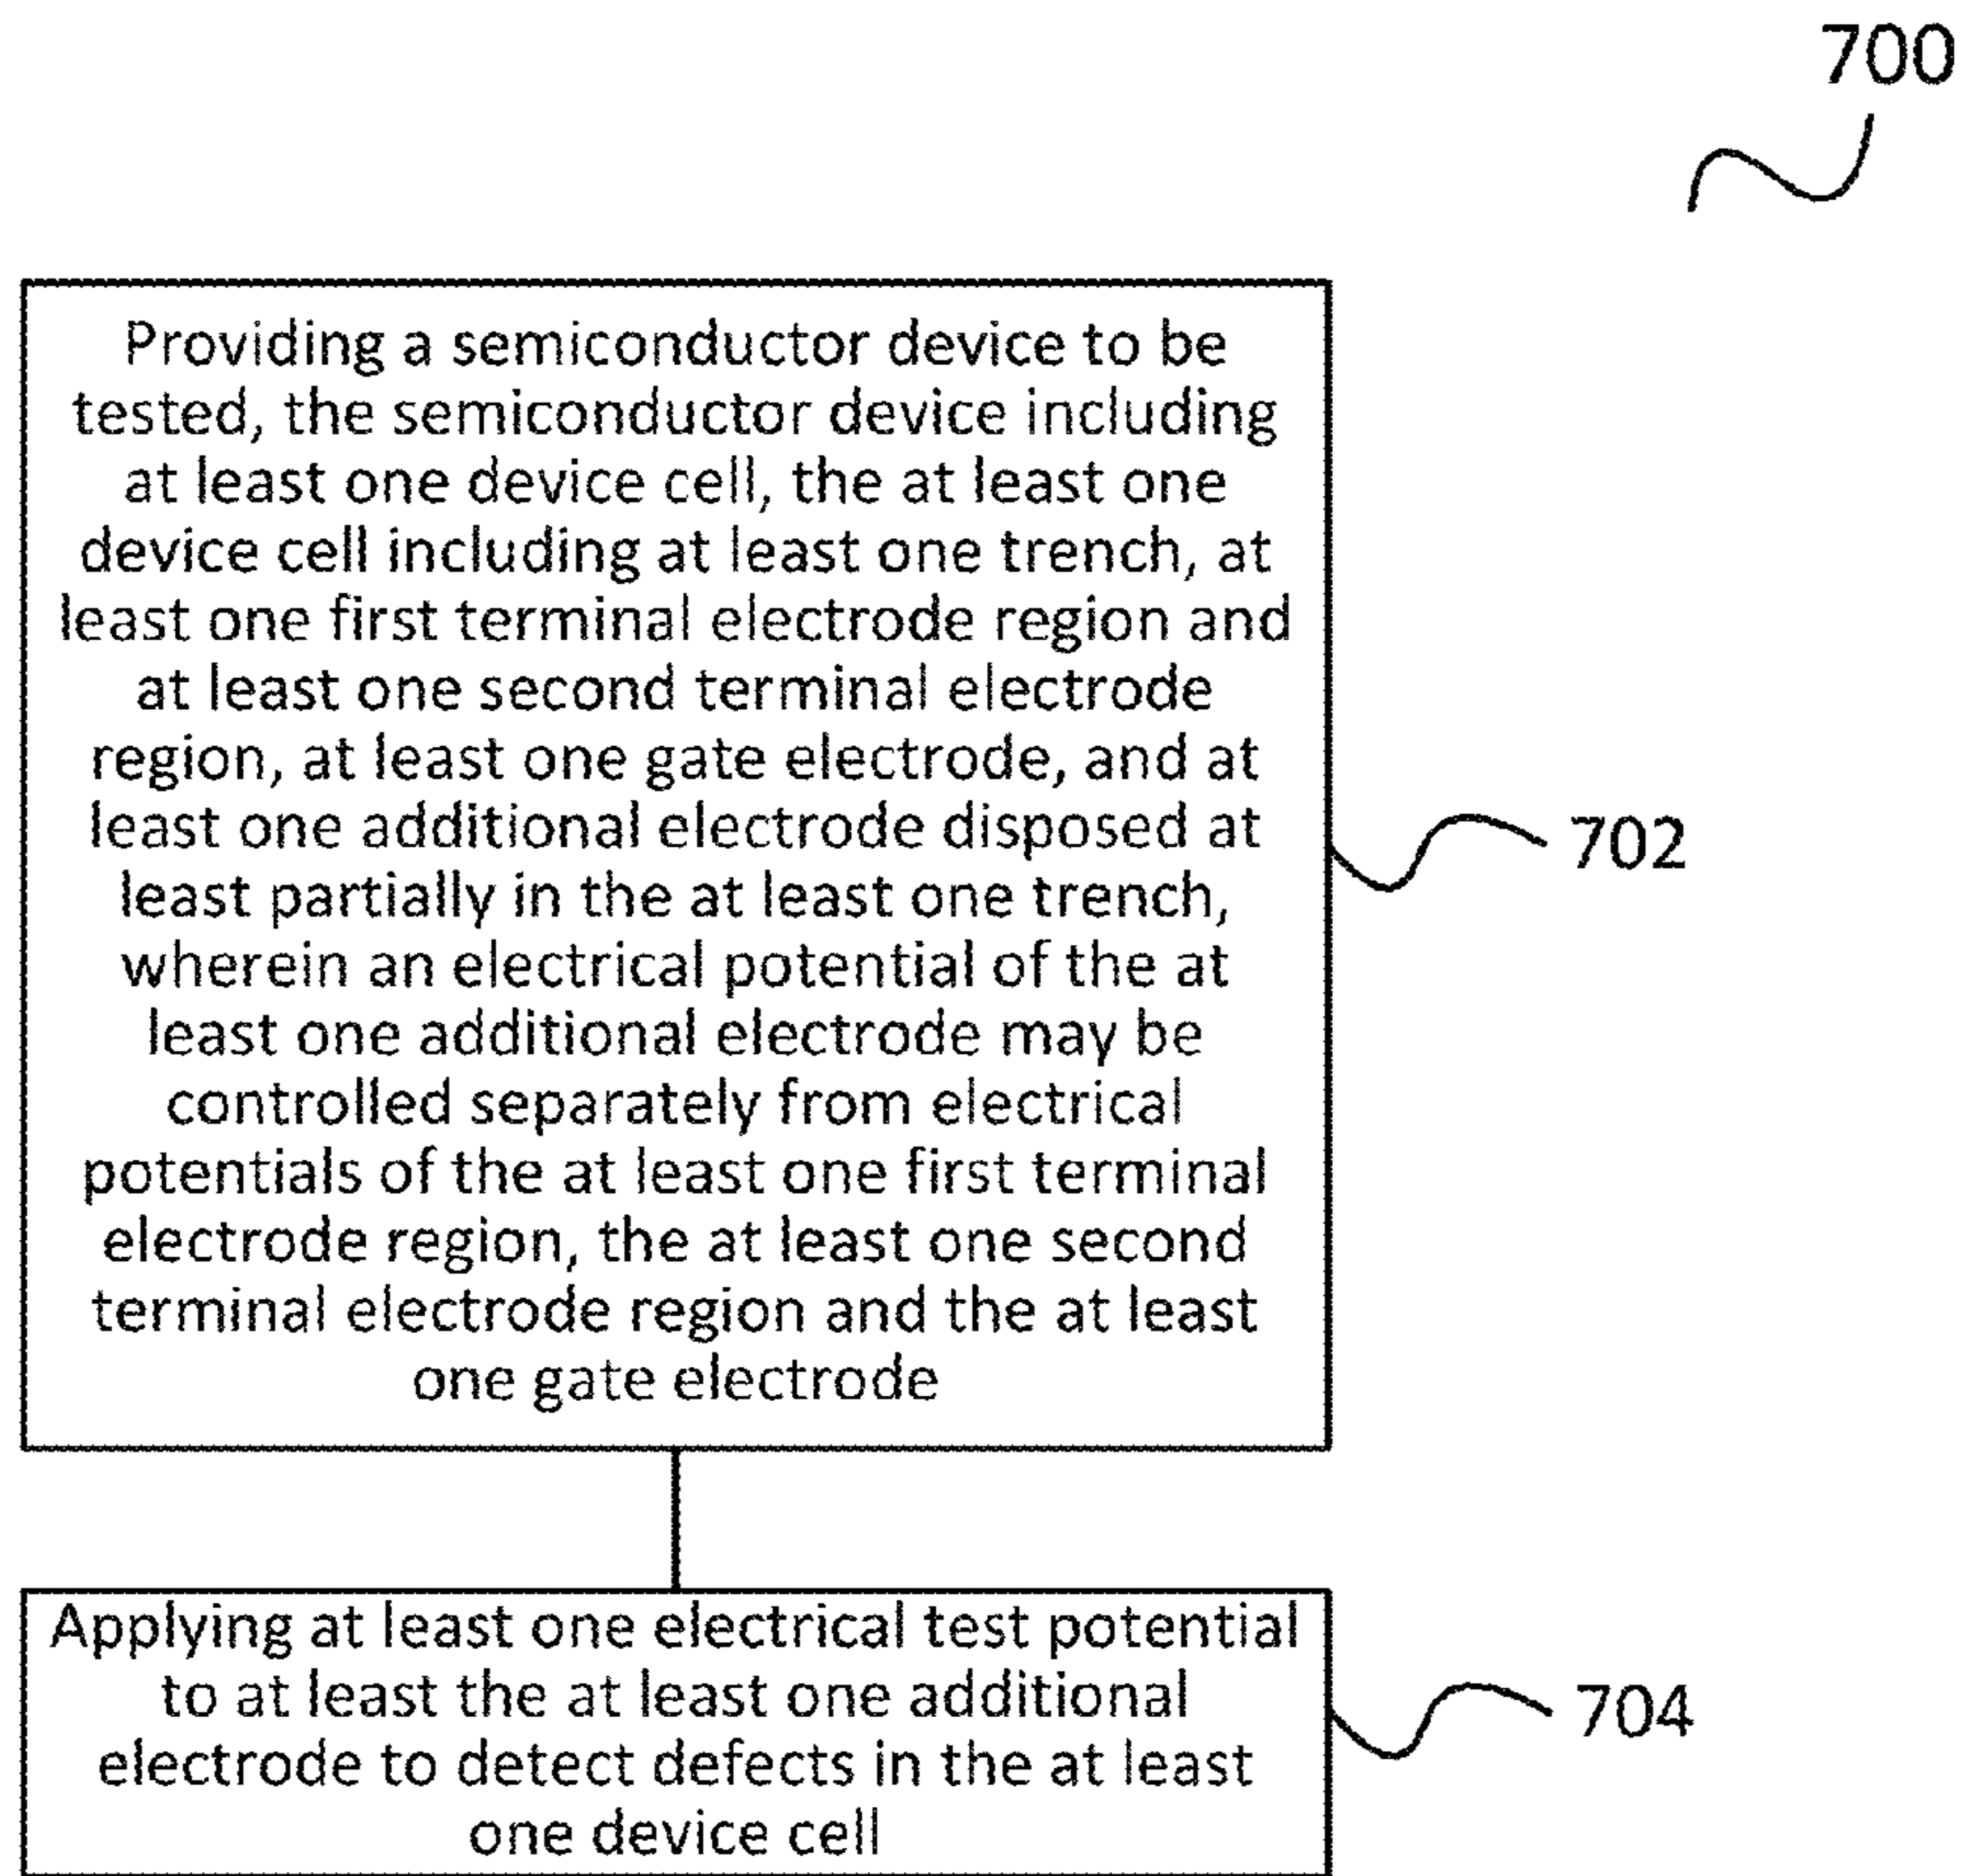 700
Providing a semiconductor device to be
tested, the semiconductor device including
at least one device cell, the at least one
device cell including at least one trench, at
least one first terminal electrode region and
at least one second terminal electrode
region, at least one gate electrode, and at
least one additional electrode disposed at
least partially in the at least one trench,
wherein an electrical potential of the at
least one additional electrode may be
controlled separately from electrical
potentials of the at least one first terminal
electrode region, the at least one second
terminal electrode region and the at least
one gate electrode
702
Applying at least one electrical test potential
to at least the at least one additional
electrode to detect defects in the at least
one device cell
704